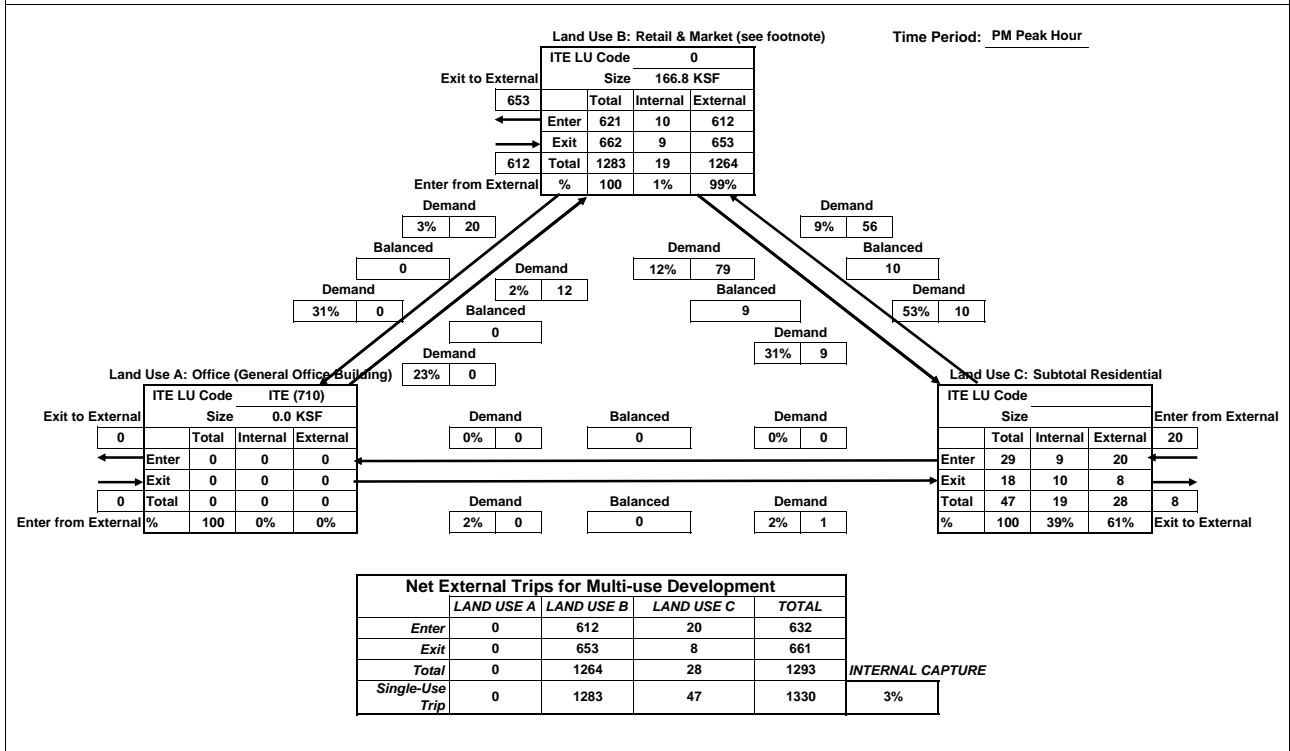 Land Use B: Retail & Market (see footnote)
Time Period: PM Peak Hour
ITE LU Code 0
Exit to External Size 166.8 KSF
653 Total Internal External
Enter 621 10 612
Exit 662 9 653
612 Total 1283 19 1264
Enter from External % 100 1% 99%
Demand Demand
3% 20 9% 56
Balanced Demand Balanced
0 Demand 12% 79 10
Demand 2% 12 Balanced Demand
31% 0 Balanced 9 53% 10
0 Demand
Demand 31% 9
Land Use A: Office (General Office Building) 23% 0 Land Use C: Subtotal Residential
ITE LU Code ITE (710) ITE LU Code
Exit to External Size 0.0 KSF Demand Balanced Demand Size Enter from External
0 Total Internal External 0% 0 0 0% 0 Total Internal External 20
Enter 0 0 0 Enter 29 9 20
Exit 0 0 0 Exit 18 10 8
0 Total 0 0 0 Demand Balanced Demand Total 47 19 28 8
Enter from External % 100 0% 0% 2% 0 0 2% 1 % 100 39% 61% Exit to External
Net External Trips for Multi-use Development
LAND USE A LAND USE B LAND USE C TOTAL
Enter 0 612 20 632
Exit 0 653 8 661
Total 0 1264 28 1293 INTERNAL CAPTURE
Single-Use
Trip 0 1283 47 1330 3%